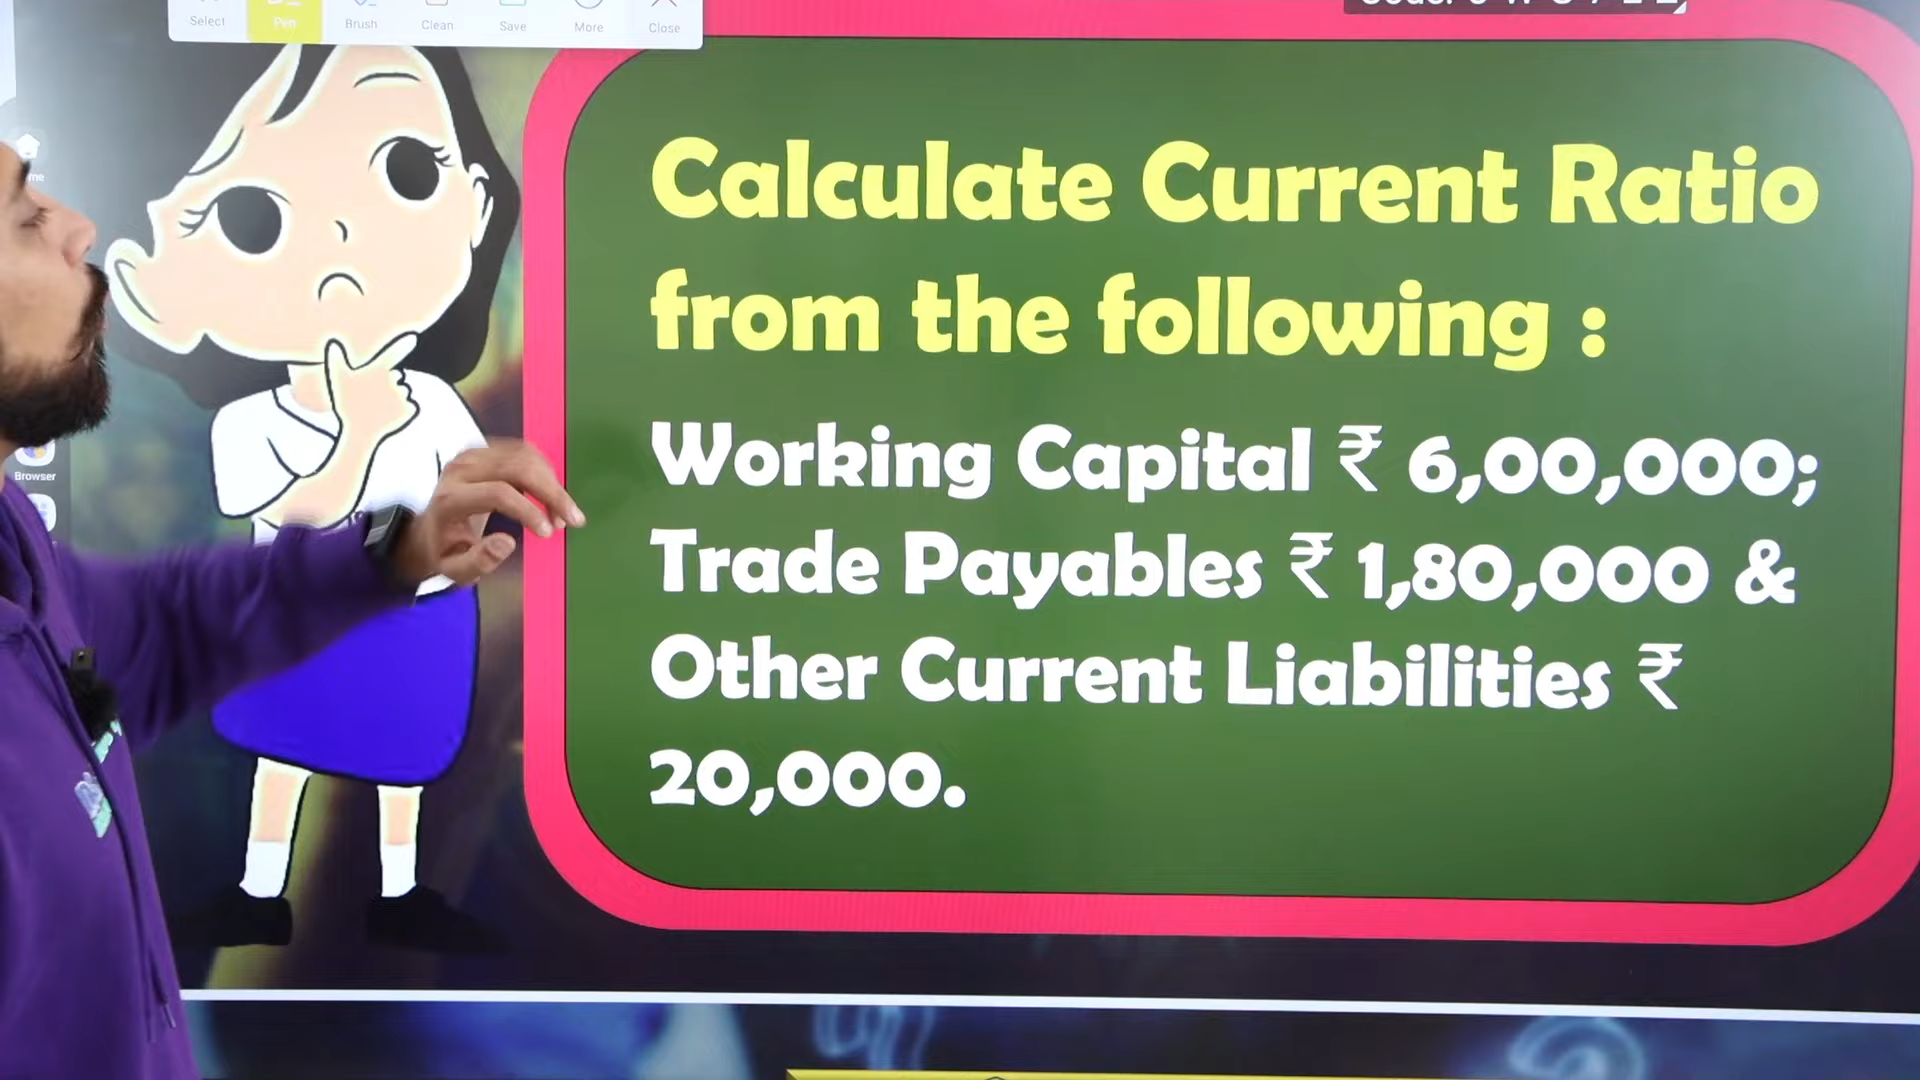 Select Pen Brush Clean Save More Close
Calculate Current Ratio
from the following :
Working Capital ₹ 6,00,000;
Trade Payables ₹ 1,80,000 &
Other Current Liabilities ₹
20,000.
Browser